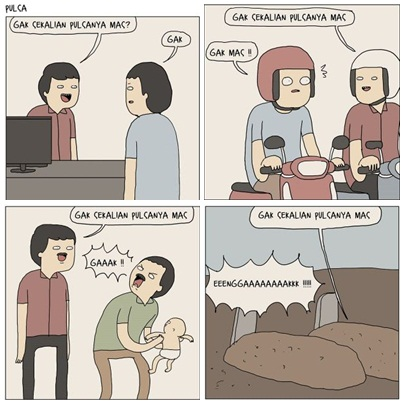 PULCA
GAK CEKALIAN PULCANYA MAC?
GAK
GAK CEKALIAN PULCANYA MAC
GAK MAC !!
GAK CEKALIAN PULCANYA MAC
GAAAK !!
GAK CEKALIAN PULCANYA MAC
EEENGGAAAAAAAAKKK !!!!!